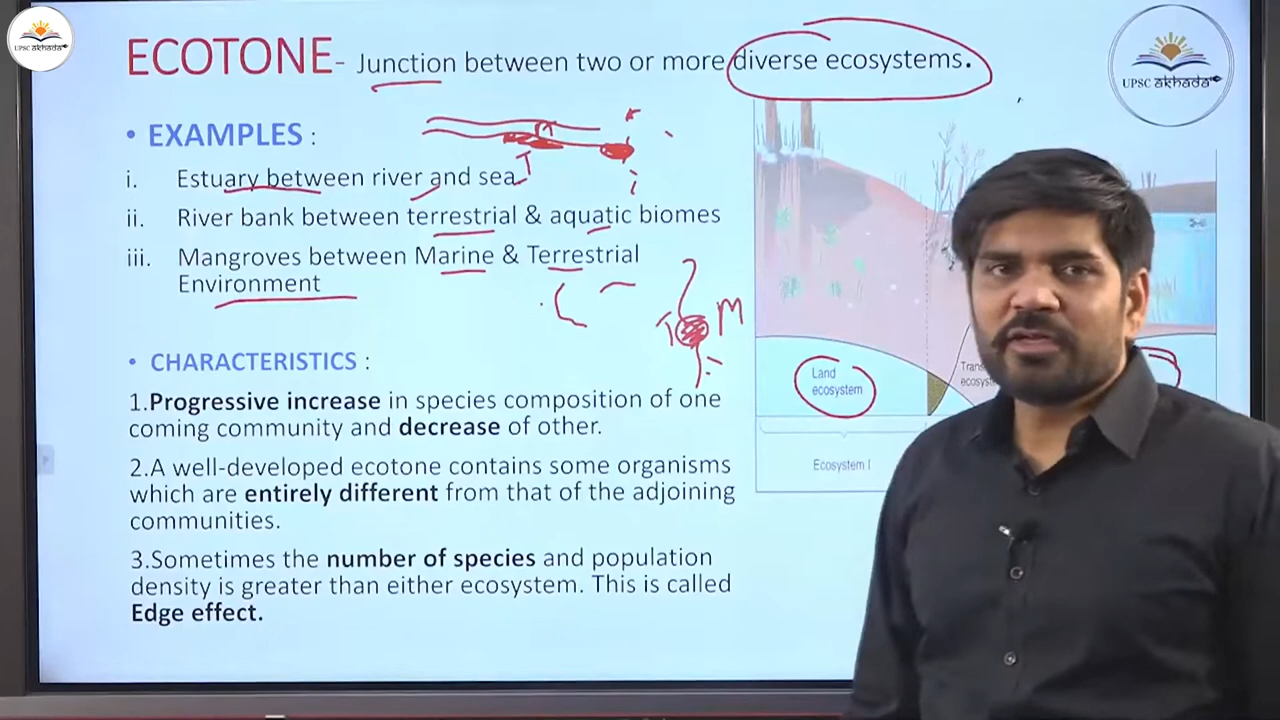 UPSC akhada
ECOTONE- Junction between two or more diverse ecosystems.
UPSC akhada
• EXAMPLES :
i. Estuary between river and sea
ii. River bank between terrestrial & aquatic biomes
iii. Mangroves between Marine & Terrestrial
Environment
T
i
T M
• CHARACTERISTICS :
1.Progressive increase in species composition of one
coming community and decrease of other.
2.A well-developed ecotone contains some organisms
which are entirely different from that of the adjoining
communities.
3.Sometimes the number of species and population
density is greater than either ecosystem. This is called
Edge effect.
Land
ecosystem
Ecosystem I